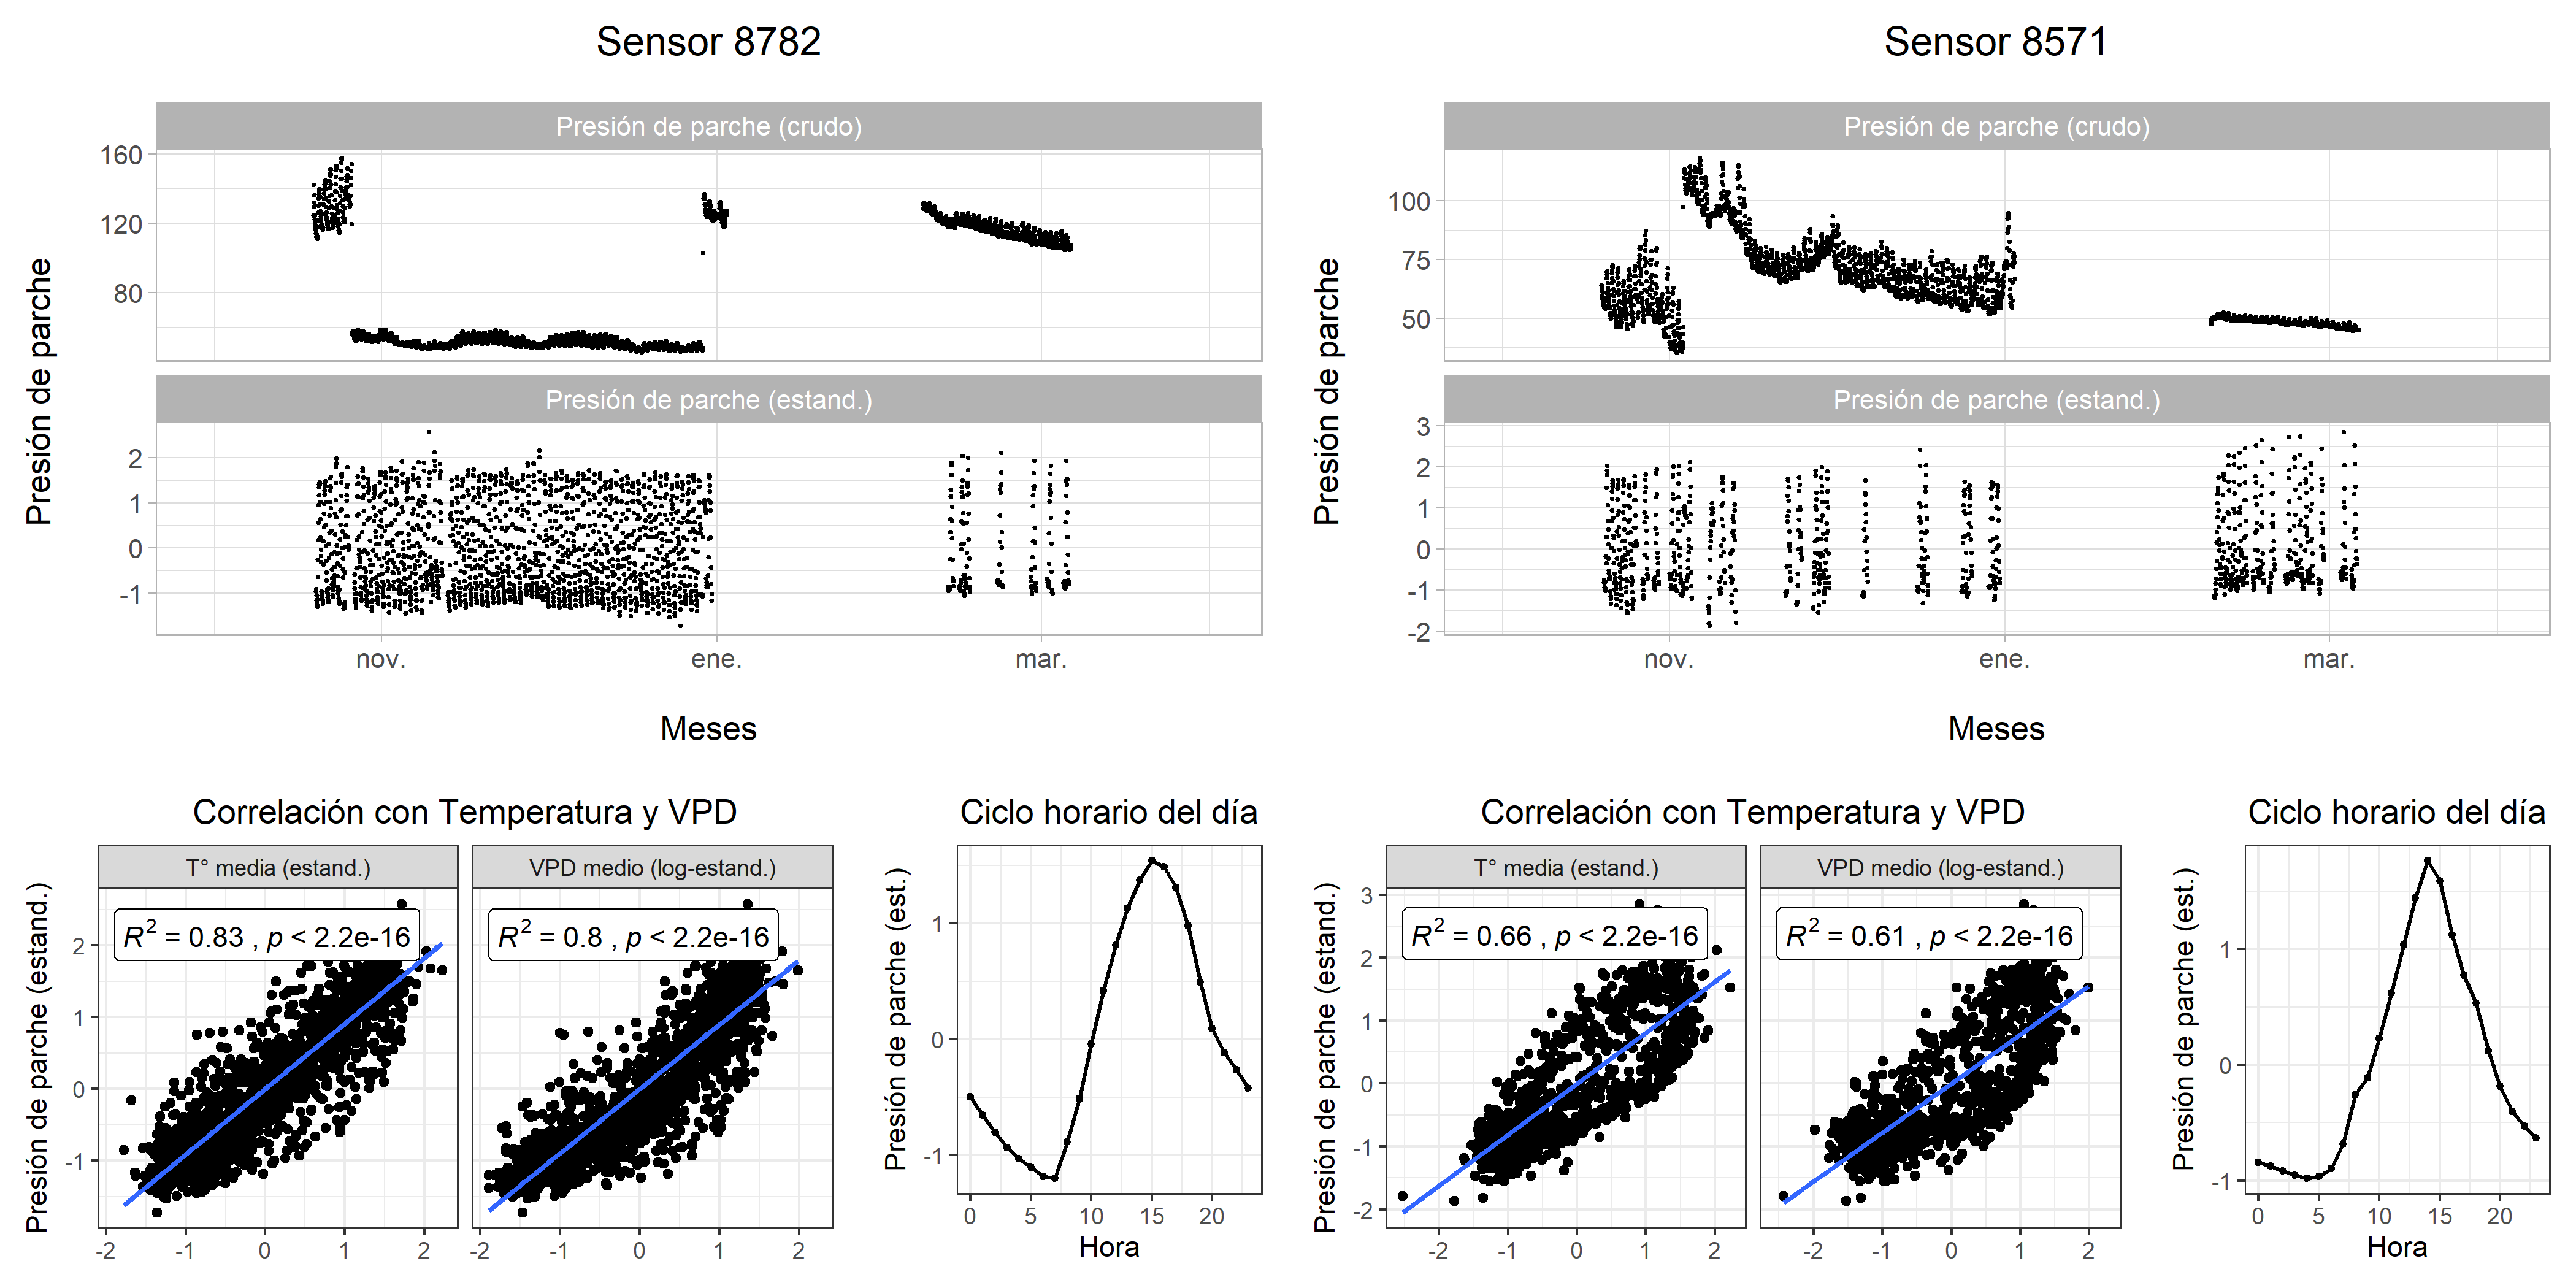 Sensor 8782
Presión de parche (crudo)
160
120
80
Presión de parche
Presión de parche (estand.)
2
1
0
-1
nov.
ene.
mar.
Meses
Correlación con Temperatura y VPD
T° media (estand.)
VPD medio (log-estand.)
R² = 0.83 , p < 2.2e-16
R² = 0.8 , p < 2.2e-16
Presión de parche (estand.)
2
1
0
-1
-2
-1
0
1
2
-2
-1
0
1
2
Ciclo horario del día
Presión de parche (est.)
1
0
-1
0
5
10
15
20
Hora
Sensor 8571
Presión de parche (crudo)
100
75
50
Presión de parche
Presión de parche (estand.)
3
2
1
0
-1
-2
nov.
ene.
mar.
Meses
Correlación con Temperatura y VPD
T° media (estand.)
VPD medio (log-estand.)
R² = 0.66 , p < 2.2e-16
R² = 0.61 , p < 2.2e-16
Presión de parche (estand.)
3
2
1
0
-1
-2
-2
-1
0
1
2
-2
-1
0
1
2
Ciclo horario del día
Presión de parche (est.)
1
0
-1
0
5
10
15
20
Hora